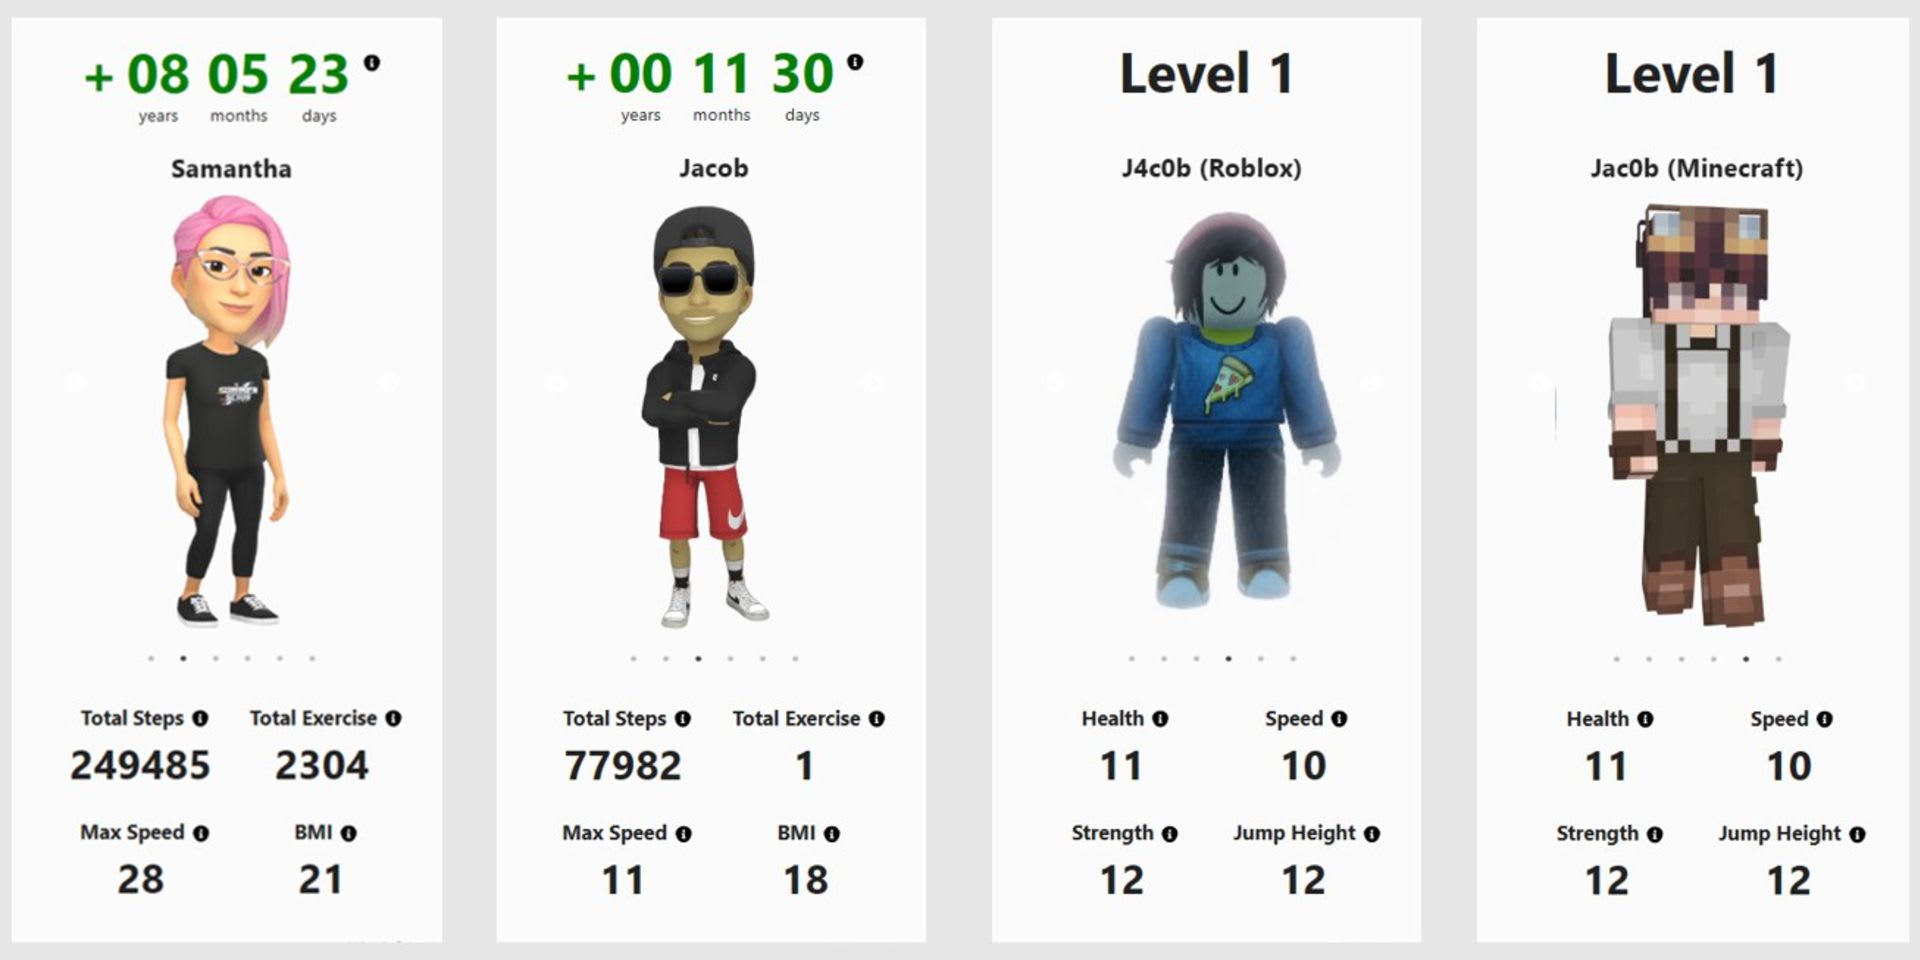 + 08 05 23
years months days
Samantha
Total Steps Total Exercise
249485 2304
Max Speed BMI
28 21
+ 00 11 30
years months days
Jacob
Total Steps Total Exercise
77982 1
Max Speed BMI
11 18
Level 1
J4c0b (Roblox)
Health Speed
11 10
Strength Jump Height
12 12
Level 1
Jac0b (Minecraft)
Health Speed
11 10
Strength Jump Height
12 12